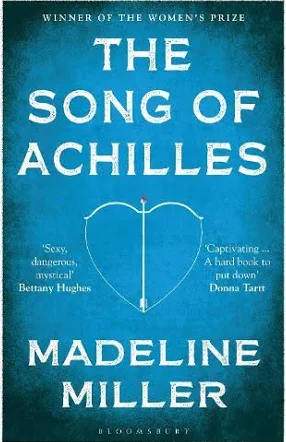 WINNER OF THE WOMEN'S PRIZE
THE
SONG OF
ACHILLES
'Sexy,
dangerous,
mystical'
Bettany Hughes
'Captivating ...
A hard book to
put down'
Donna Tartt
MADELINE
MILLER
BLOOMSBURY